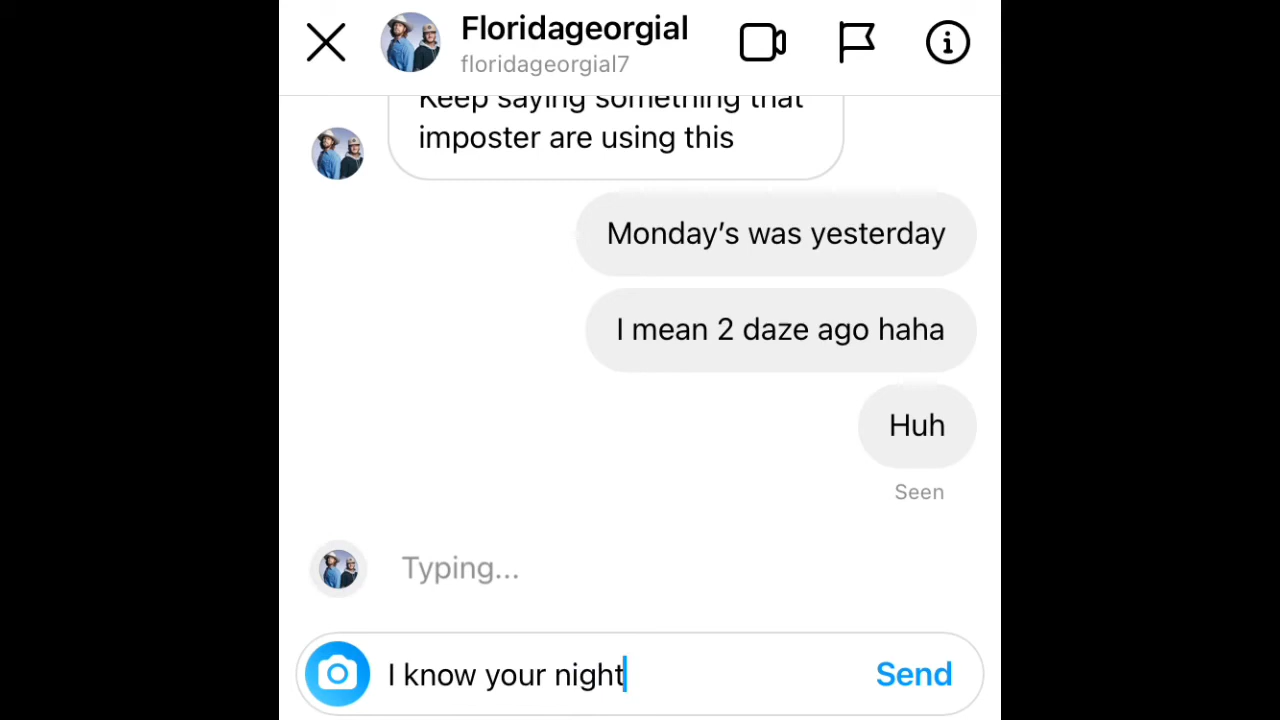 Floridageorgial
floridageorgial7
Keep saying something that
imposter are using this
Monday's was yesterday
I mean 2 daze ago haha
Huh
Seen
Typing...
I know your night
Send